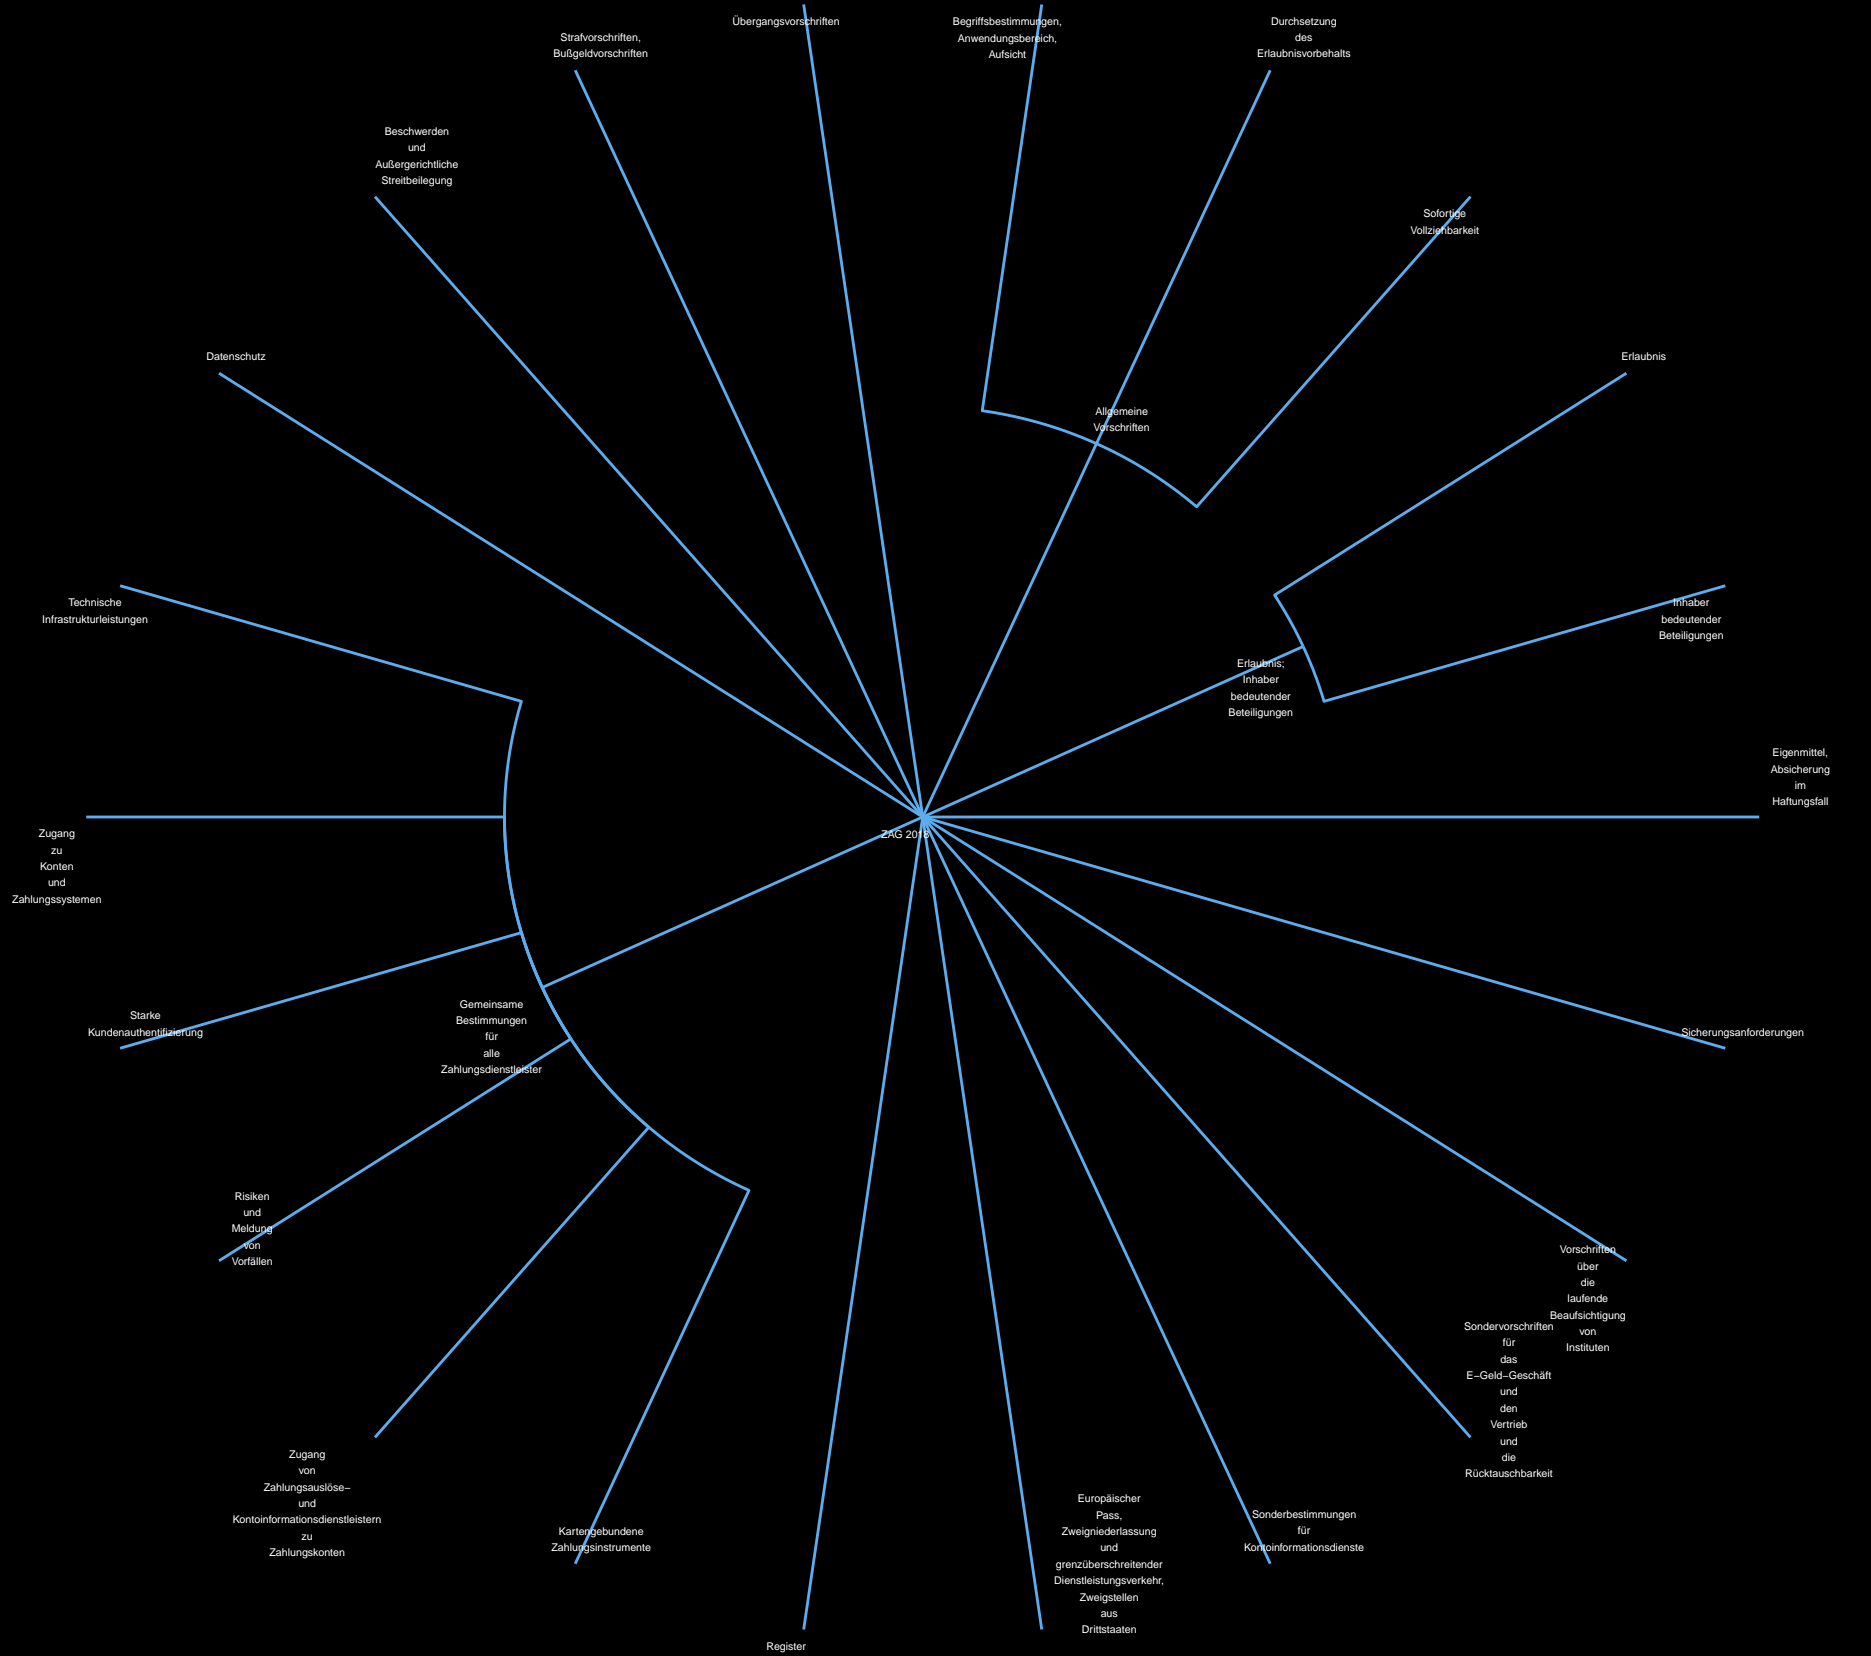 Übergangsvorschriften
Begriffsbestimmungen,
Anwendungsbereich,
Aufsicht
Durchsetzung
des
Erlaubnisvorbehalts
Strafvorschriften,
Bußgeldvorschriften
Beschwerden
und
Außergerichtliche
Streitbeilegung
Sofortige
Vollziehbarkeit
Datenschutz
Erlaubnis
Allgemeine
Vorschriften
Technische
Infrastrukturleistungen
Inhaber
bedeutender
Beteiligungen
Erlaubnis;
Inhaber
bedeutender
Beteiligungen
Eigenmittel,
Absicherung
im
Haftungsfall
ZAG 2018
Zugang
zu
Konten
und
Zahlungssystemen
Gemeinsame
Bestimmungen
für
alle
Zahlungsdienstleister
Starke
Kundenauthentifizierung
Sicherungsanforderungen
Risiken
und
Meldung
von
Vorfällen
Vorschriften
über
die
laufende
Beaufsichtigung
von
Instituten
Sondervorschriften
für
das
E−Geld−Geschäft
und
den
Vertrieb
und
die
Rücktauschbarkeit
Zugang
von
Zahlungsauslöse−
und
Kontoinformationsdienstleistern
zu
Zahlungskonten
Kartengebundene
Zahlungsinstrumente
Europäischer
Pass,
Zweigniederlassung
und
grenzüberschreitender
Dienstleistungsverkehr,
Zweigstellen
aus
Drittstaaten
Sonderbestimmungen
für
Kontoinformationsdienste
Register